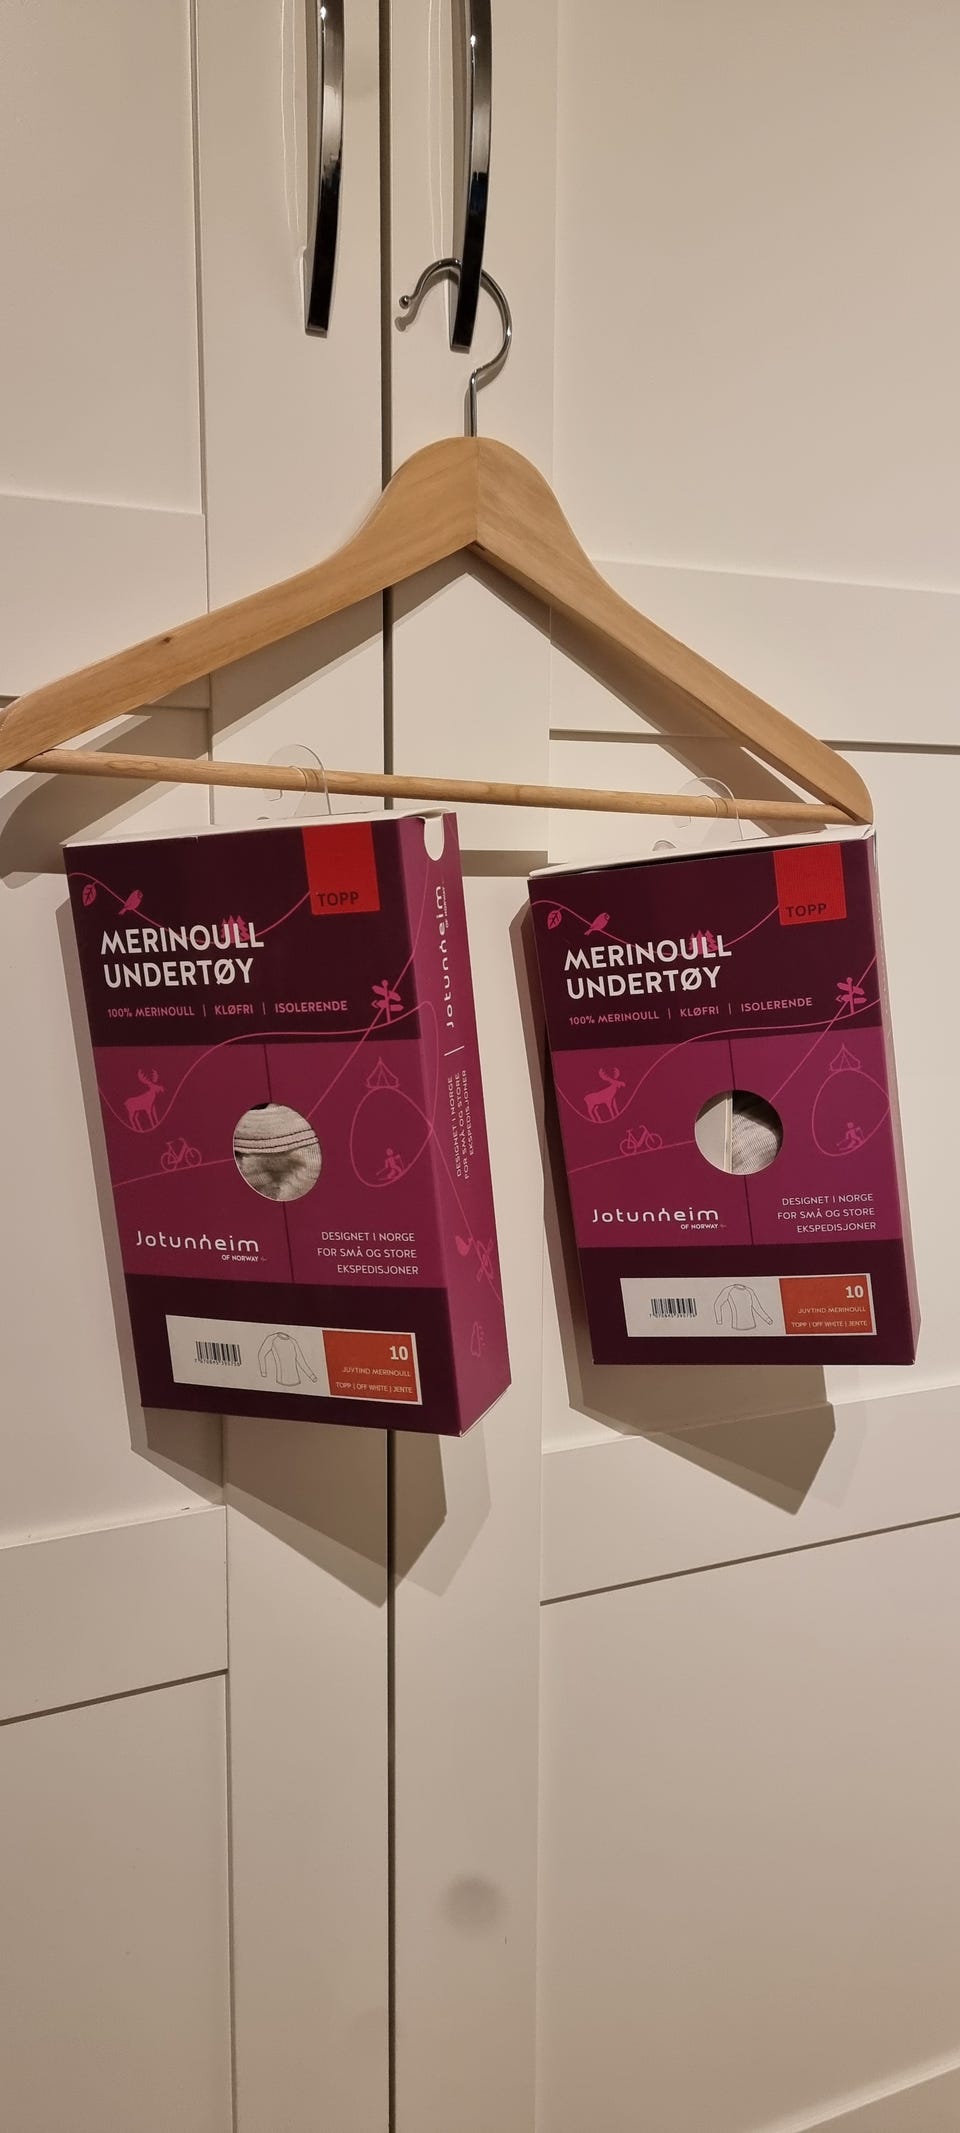 TOPP
MERINOULL
UNDERTØY
100% MERINOULL | KLØFRI | ISOLERENDE
Jotunheim
OF NORWAY
DESIGNET I NORGE
FOR SMÅ OG STORE
EKSPEDISJONER
10
JUVTIND MERINOULL
TOPP | OFF WHITE | JENTE
Jotunheim
OF NORWAY
DESIGNET I NORGE
FOR SMÅ OG STORE
EKSPEDISJONER
TOPP
MERINOULL
UNDERTØY
100% MERINOULL | KLØFRI | ISOLERENDE
Jotunheim
OF NORWAY
DESIGNET I NORGE
FOR SMÅ OG STORE
EKSPEDISJONER
10
JUVTIND MERINOULL
TOPP | OFF WHITE | JENTE